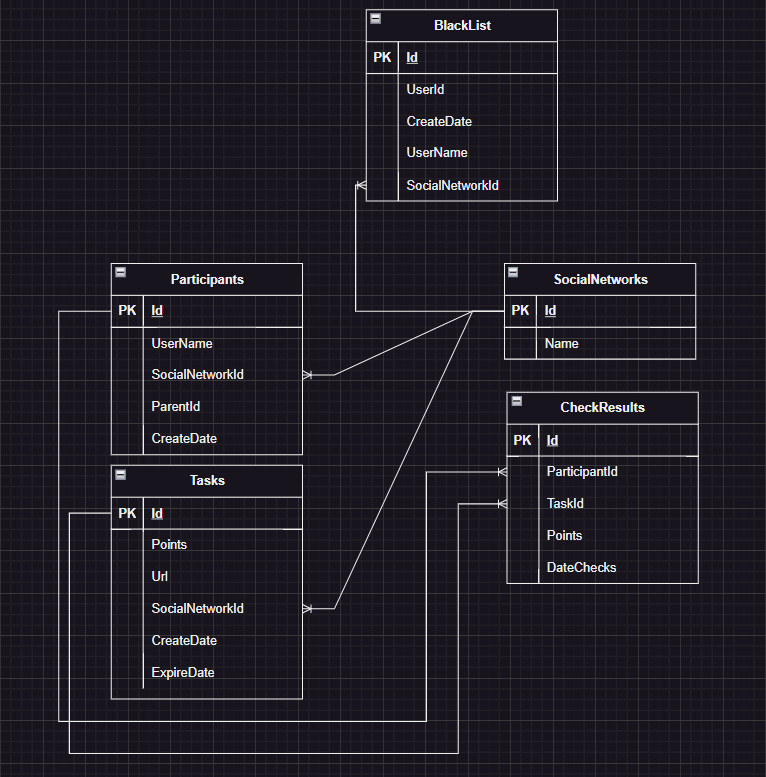 BlackList
PK Id
UserId
CreateDate
UserName
SocialNetworkId
Participants
PK Id
UserName
SocialNetworkId
ParentId
CreateDate
SocialNetworks
PK Id
Name
CheckResults
PK Id
ParticipantId
TaskId
Points
DateChecks
Tasks
PK Id
Points
Url
SocialNetworkId
CreateDate
ExpireDate